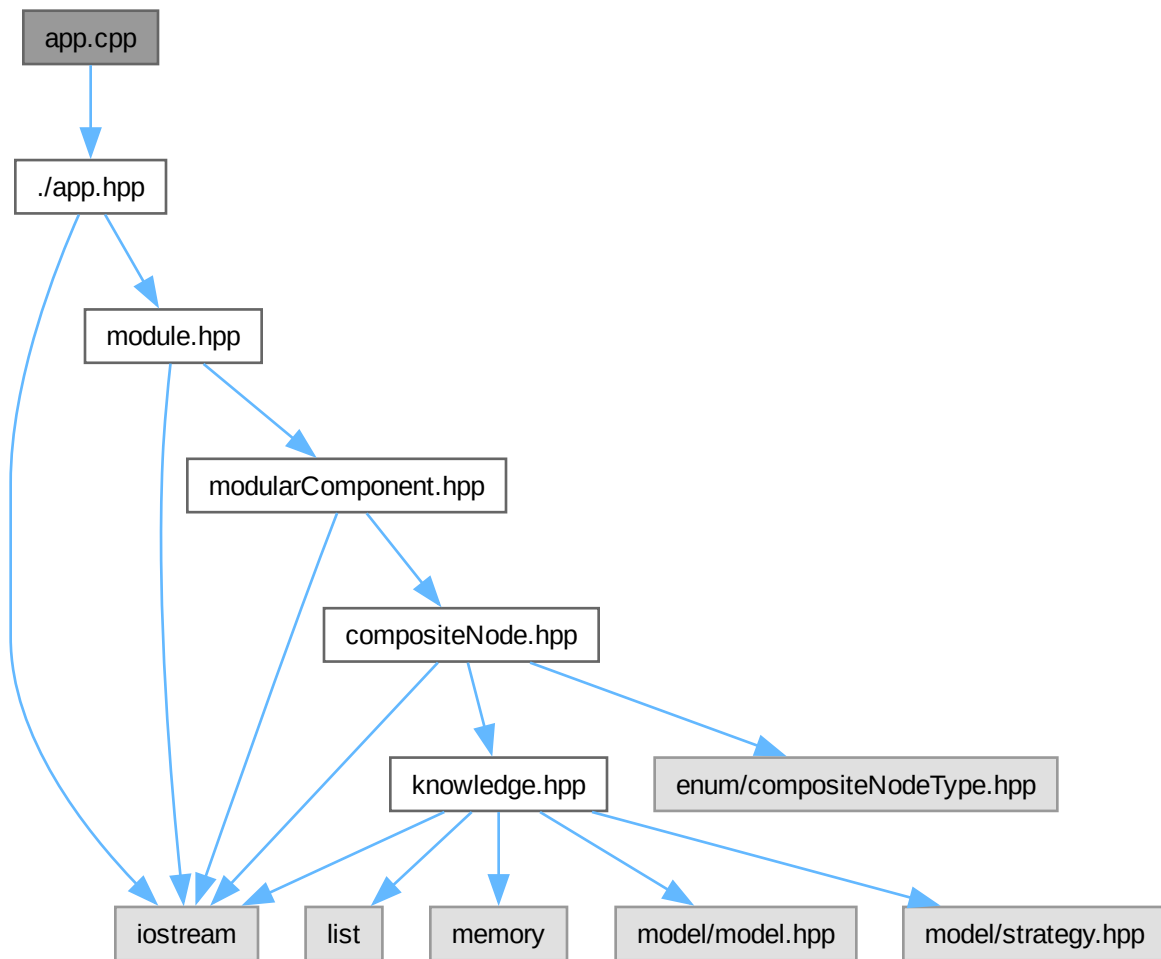 app.cpp
./app.hpp
module.hpp
modularComponent.hpp
compositeNode.hpp
knowledge.hpp
enum/compositeNodeType.hpp
iostream
list
memory
model/model.hpp
model/strategy.hpp